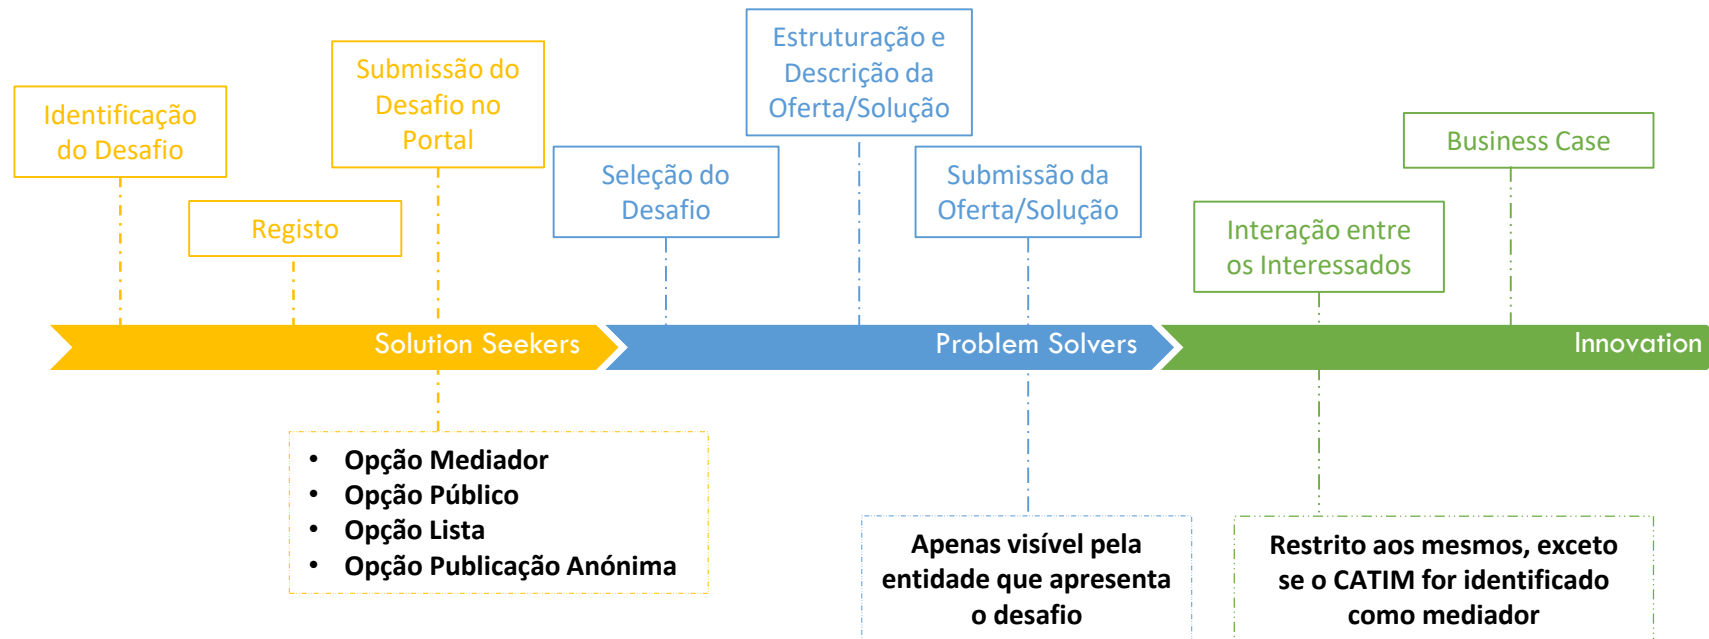 Identificação
do Desafio
Registo
Submissão do
Desafio no
Portal
Seleção do
Desafio
Estruturação e
Descrição da
Oferta/Solução
Submissão da
Oferta/Solução
Interação entre
os Interessados
Business Case
Solution Seekers
Problem Solvers
Innovation
• Opção Mediador
• Opção Público
• Opção Lista
• Opção Publicação Anónima
Apenas visível pela
entidade que apresenta
o desafio
Restrito aos mesmos, exceto
se o CATIM for identificado
como mediador